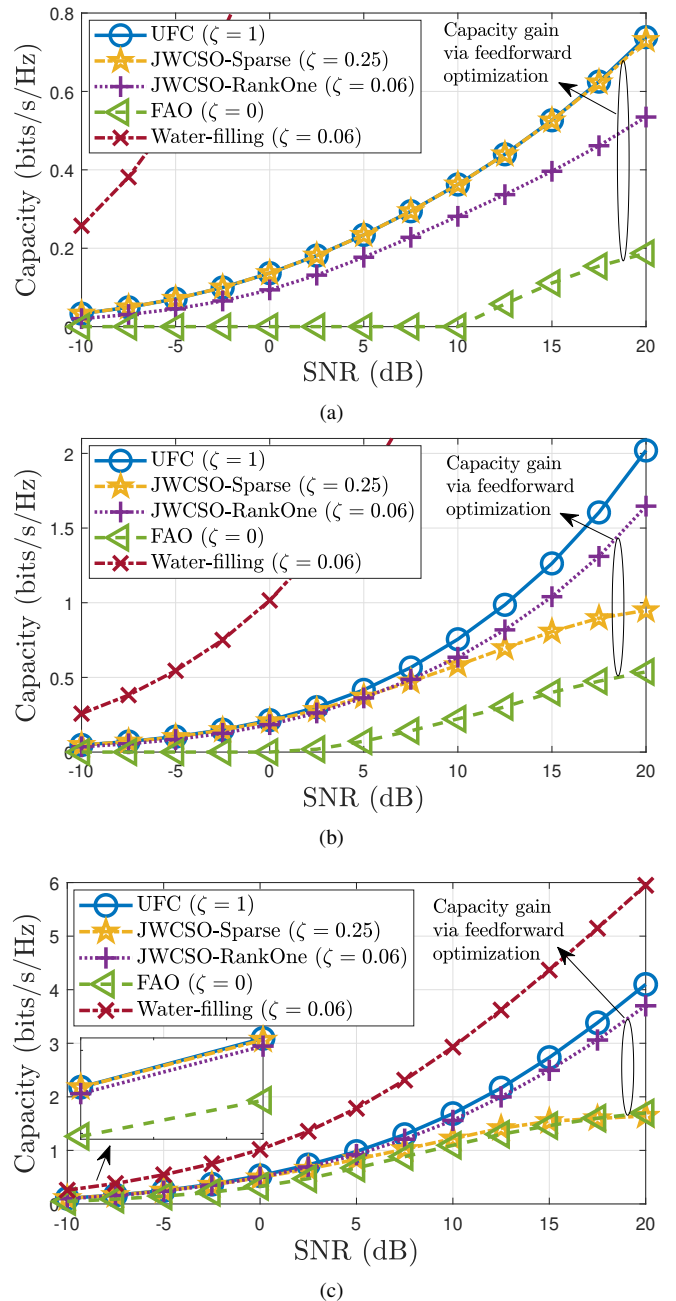 0.8
0.6
0.4
0.2
0
Capacity (bits/s/Hz)
UFC (ζ = 1)
JWCSO-Sparse (ζ = 0.25)
JWCSO-RankOne (ζ = 0.06)
FAO (ζ = 0)
Water-filling (ζ = 0.06)
Capacity gain
via feedforward
optimization
-10 -5 0 5 10 15 20
SNR (dB)
(a)
2
1.5
1
0.5
0
Capacity (bits/s/Hz)
UFC (ζ = 1)
JWCSO-Sparse (ζ = 0.25)
JWCSO-RankOne (ζ = 0.06)
FAO (ζ = 0)
Water-filling (ζ = 0.06)
Capacity gain
via feedforward
optimization
-10 -5 0 5 10 15 20
SNR (dB)
(b)
6
5
4
3
2
1
0
Capacity (bits/s/Hz)
UFC (ζ = 1)
JWCSO-Sparse (ζ = 0.25)
JWCSO-RankOne (ζ = 0.06)
FAO (ζ = 0)
Water-filling (ζ = 0.06)
Capacity gain
via feedforward
optimization
-10 -5 0 5 10 15 20
SNR (dB)
(c)